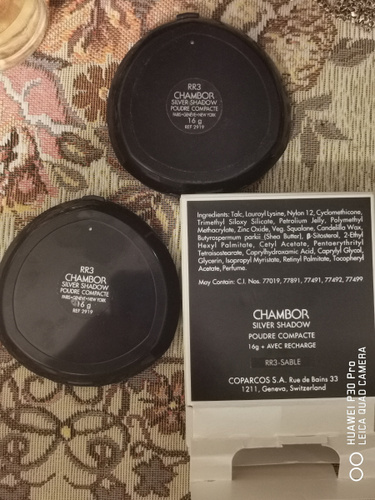 RR3
CHAMBOR
SILVER SHADOW
POUDRE COMPACTE
PARIS•GENÈVE•NEW YORK
16 g
REF 2919
RR3
CHAMBOR
SILVER SHADOW
POUDRE COMPACTE
PARIS•GENÈVE•NEW YORK
16 g
REF 2919
Ingredients: Talc, Lauroyl Lysine, Nylon 12, Cyclomethicone,
Trimethyl Siloxy Silicate, Petrolium Jelly, Polymethyl
Methacrylate, Zinc Oxide, Veg. Squalane, Candelilla Wax,
Butyrospermum parkii (Shea Butter), β-Sitosterol, 2-Ethyl
Hexyl Palmitate, Cetyl Acetate, Pentaerythrityl
Tetraisostearate, Caprylhydroxamic Acid, Caprylyl Glycol,
Glycerin, Isopropyl Myristate, Retinyl Palmitate, Tocopheryl
Acetate, Perfume.
May Contain: C.I. Nos. 77019, 77891, 77491, 77492, 77499
CHAMBOR
SILVER SHADOW
POUDRE COMPACTE
16g + AVEC RECHARGE
RR3-SABLE
COPARCOS S.A. Rue de Bains 33
1211, Geneva, Switzerland
HUAWEI P30 Pro
LEICA QUAD CAMERA